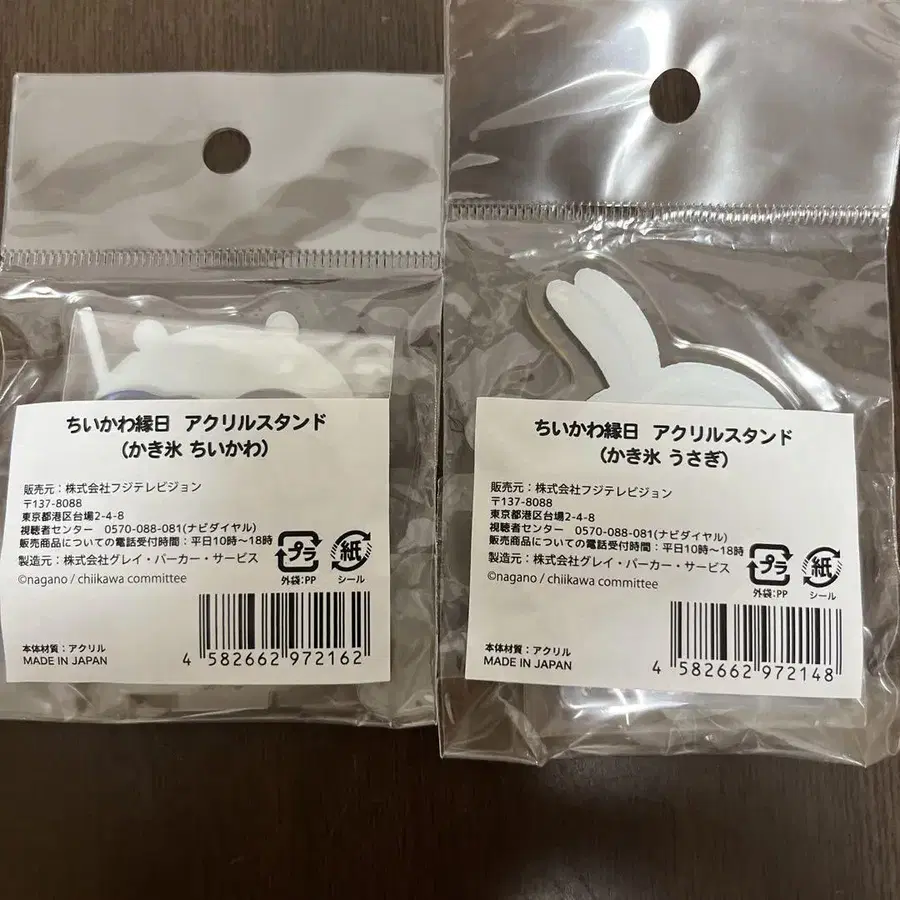 ちいかわ縁日 アクリルスタンド
(かき氷 ちいかわ)
販売元:株式会社フジテレビジョン
〒137-8088
東京都港区台場2-4-8
視聴者センター 0570-088-081(ナビダイヤル)
販売商品についての電話受付時間:平日10時~18時
製造元:株式会社グレイ・パーカー・サービス
©nagano / chiikawa committee
プラ
外袋:PP
紙
シール
本体材質:アクリル
MADE IN JAPAN
4 582662 972162
ちいかわ縁日 アクリルスタンド
(かき氷 うさぎ)
販売元:株式会社フジテレビジョン
〒137-8088
東京都港区台場2-4-8
視聴者センター 0570-088-081(ナビダイヤル)
販売商品についての電話受付時間:平日10時~18時
製造元:株式会社グレイ・パーカー・サービス
©nagano / chiikawa committee
プラ
外袋:PP
紙
シール
本体材質:アクリル
MADE IN JAPAN
4 582662 972148